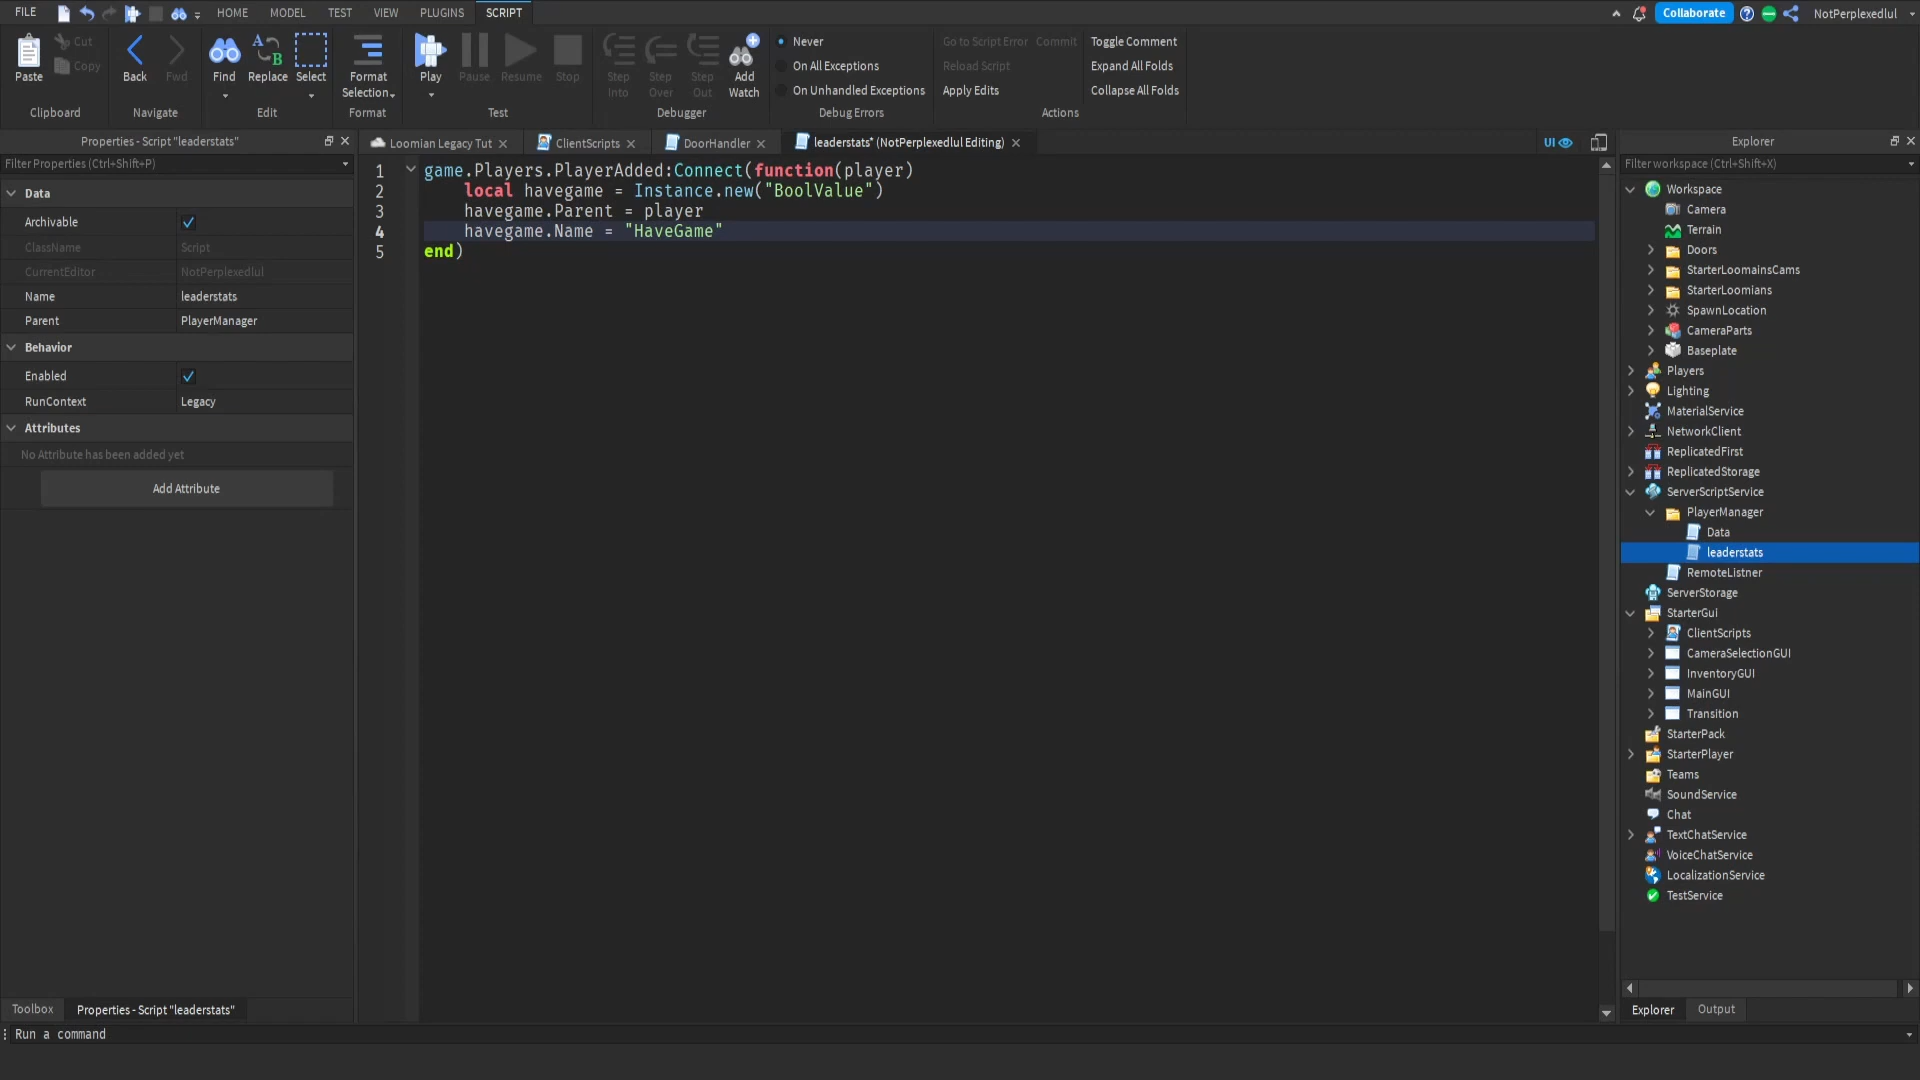 FILE HOME MODEL TEST VIEW PLUGINS SCRIPT Collaborate NotPerplexedlul
Paste Cut Copy Back Fwd Find Replace Select Format Selection Play Pause Resume Stop Step Into Step Over Step Out Add Watch
Never
On All Exceptions
On Unhandled Exceptions
Go to Script Error Commit
Reload Script
Apply Edits
Toggle Comment
Expand All Folds
Collapse All Folds
Clipboard Navigate Edit Format Test Debugger Debug Errors Actions
Properties - Script "leaderstats"
Filter Properties (Ctrl+Shift+P)
Data
Archivable
ClassName Script
CurrentEditor NotPerplexedlul
Name leaderstats
Parent PlayerManager
Behavior
Enabled
RunContext Legacy
Attributes
No Attribute has been added yet
Add Attribute
Toolbox Properties - Script "leaderstats"
Loomian Legacy Tut ClientScripts DoorHandler leaderstats* (NotPerplexedlul Editing) UI
1 game.Players.PlayerAdded:Connect(function(player)
2 local havegame = Instance.new("BoolValue")
3 havegame.Parent = player
4 havegame.Name = "HaveGame"
5 end)
Explorer
Filter workspace (Ctrl+Shift+X)
Workspace
Camera
Terrain
Doors
StarterLoomainsCams
StarterLoomians
SpawnLocation
CameraParts
Baseplate
Players
Lighting
MaterialService
NetworkClient
ReplicatedFirst
ReplicatedStorage
ServerScriptService
PlayerManager
Data
leaderstats
RemoteListner
ServerStorage
StarterGui
ClientScripts
CameraSelectionGUI
InventoryGUI
MainGUI
Transition
StarterPack
StarterPlayer
Teams
SoundService
Chat
TextChatService
VoiceChatService
LocalizationService
TestService
Explorer Output
Run a command